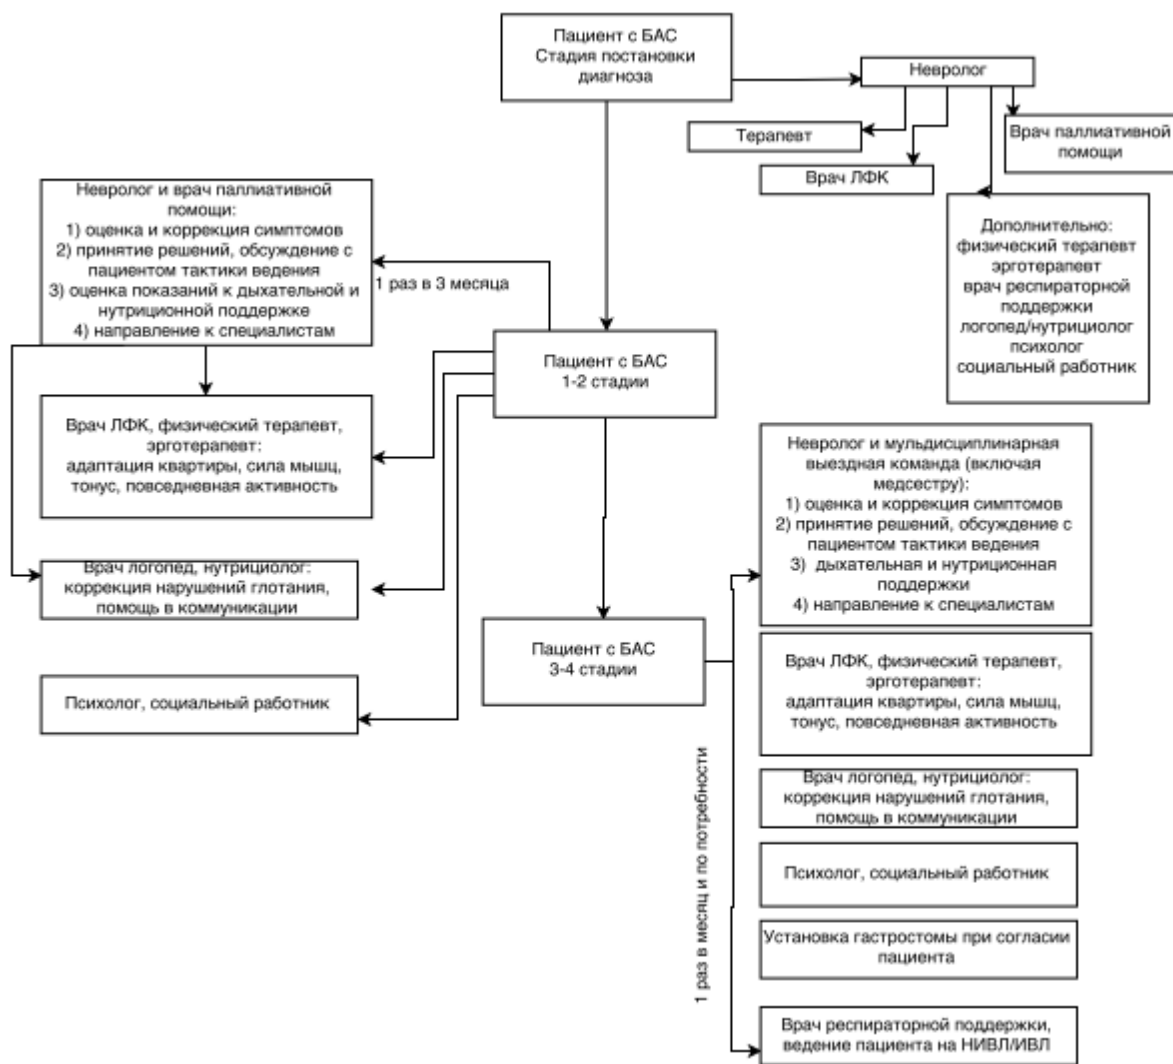 Пациент с БАС
Стадия постановки
диагноза
Невролог
Терапевт
Врач ЛФК
Врач паллиативной
помощи
Дополнительно:
физический терапевт
эрготерапевт
врач респираторной
поддержки
логопед/нутрициолог
психолог
социальный работник
Невролог и врач паллиативной
помощи:
1) оценка и коррекция симптомов
2) принятие решений, обсуждение с
пациентом тактики ведения
3) оценка показаний к дыхательной и
нутриционной поддержке
4) направление к специалистам
1 раз в 3 месяца
Пациент с БАС
1-2 стадии
Врач ЛФК, физический терапевт,
эрготерапевт:
адаптация квартиры, сила мышц,
тонус, повседневная активность
Врач логопед, нутрициолог:
коррекция нарушений глотания,
помощь в коммуникации
Психолог, социальный работник
Пациент с БАС
3-4 стадии
1 раз в месяц и по потребности
Невролог и мультдисциплинарная
выездная команда (включая
медсестру):
1) оценка и коррекция симптомов
2) принятие решений, обсуждение с
пациентом тактики ведения
3) дыхательная и нутриционная
поддержки
4) направление к специалистам
Врач ЛФК, физический терапевт,
эрготерапевт:
адаптация квартиры, сила мышц,
тонус, повседневная активность
Врач логопед, нутрициолог:
коррекция нарушений глотания,
помощь в коммуникации
Психолог, социальный работник
Установка гастростомы при согласии
пациента
Врач респираторной поддержки,
ведение пациента на НИВЛ/ИВЛ